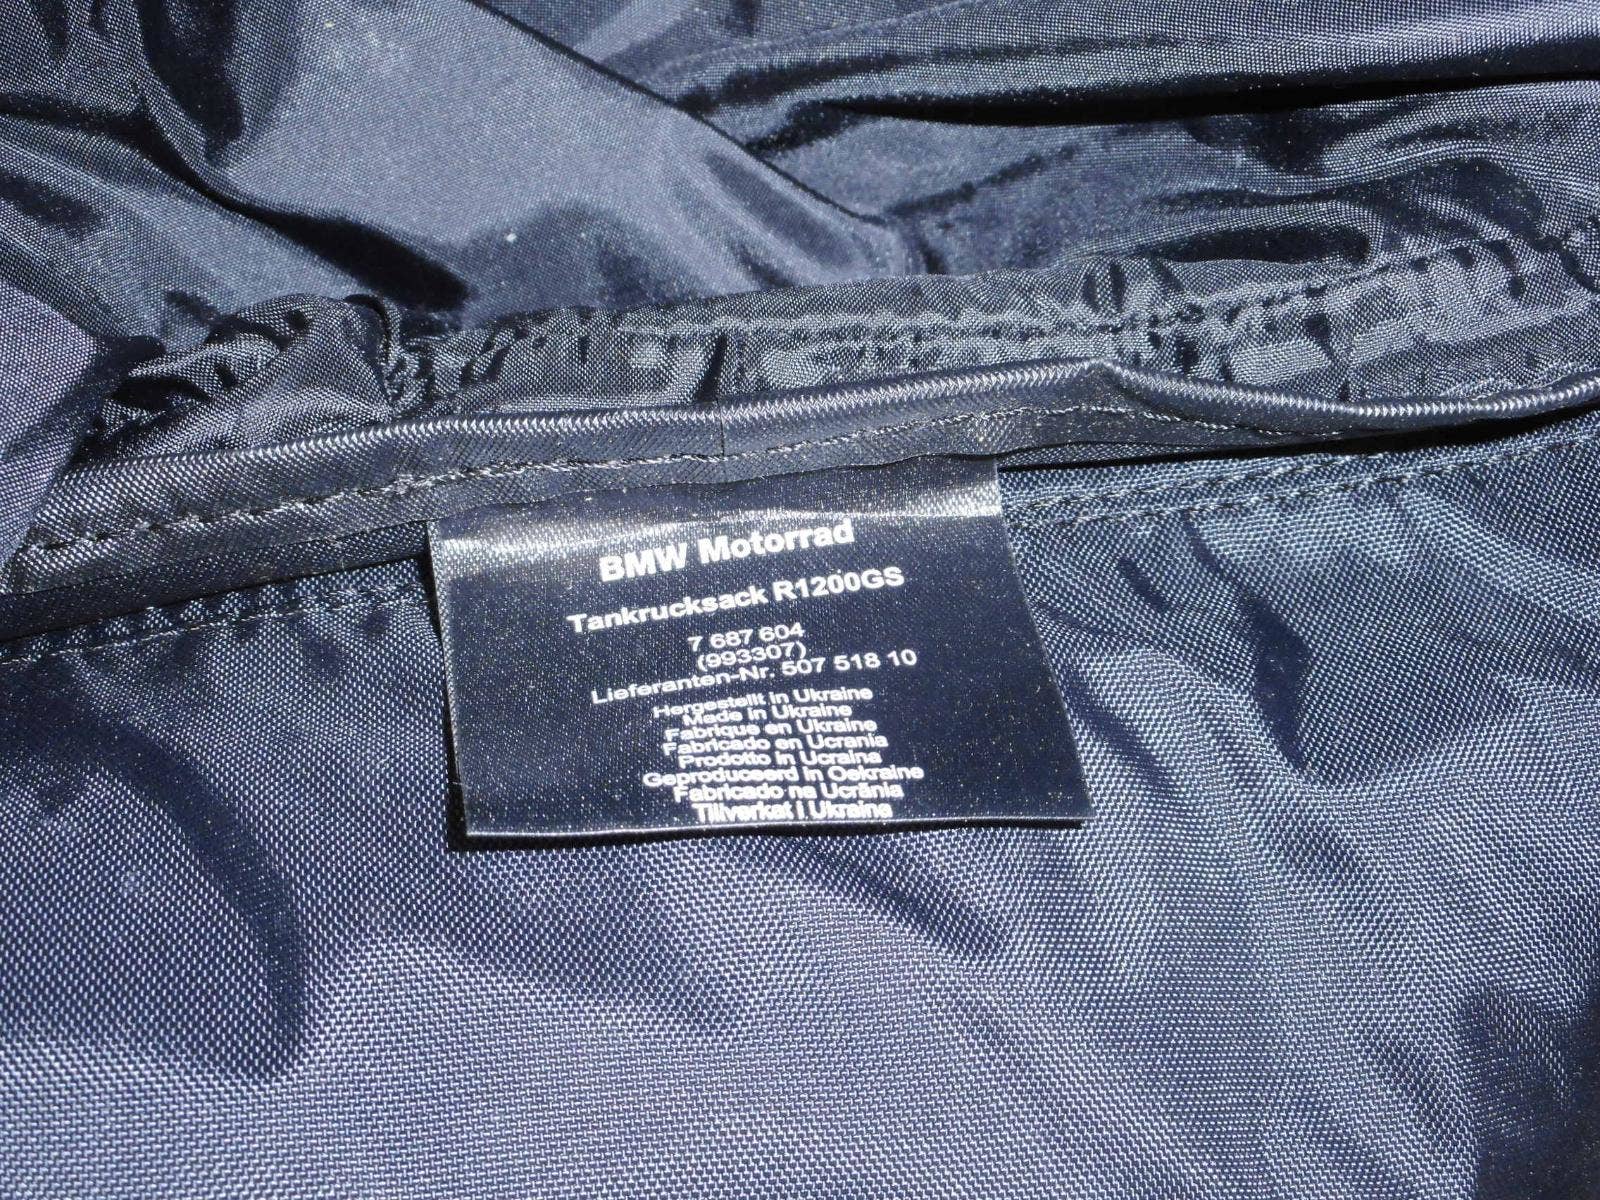 BMW Motorrad
Tankrucksack R1200GS
7 687 604
(993307)
Lieferanten-Nr. 507 518 10
Hergestellt in Ukraine
Made in Ukraine
Fabrique en Ukraine
Fabricado en Ucrania
Prodotto in Ucraina
Geproduceerd in Oekraine
Fabricado na Ucrânia
Tillverkat i Ukraine